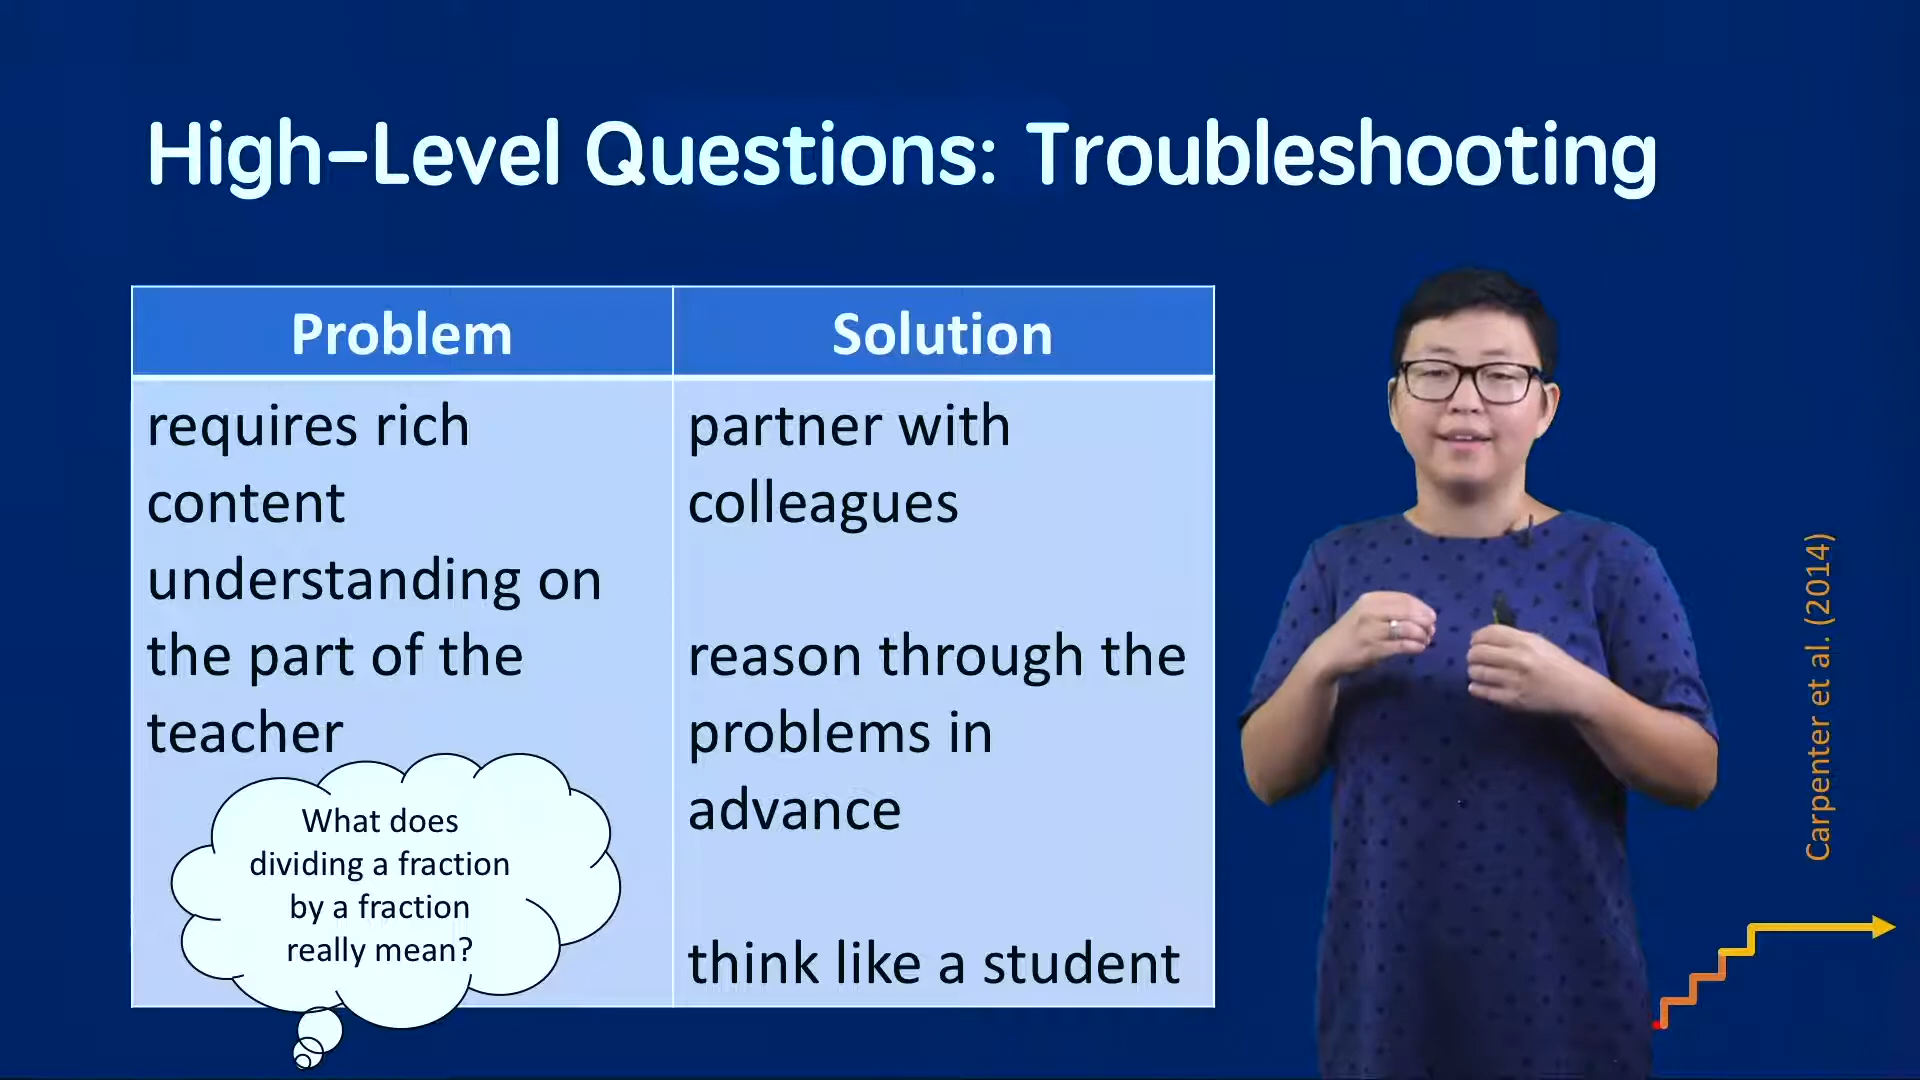 High-Level Questions: Troubleshooting
Problem
Solution
requires rich
content
understanding on
the part of the
teacher
What does
dividing a fraction
by a fraction
really mean?
partner with
colleagues
reason through the
problems in
advance
think like a student
Carpenter et al. (2014)